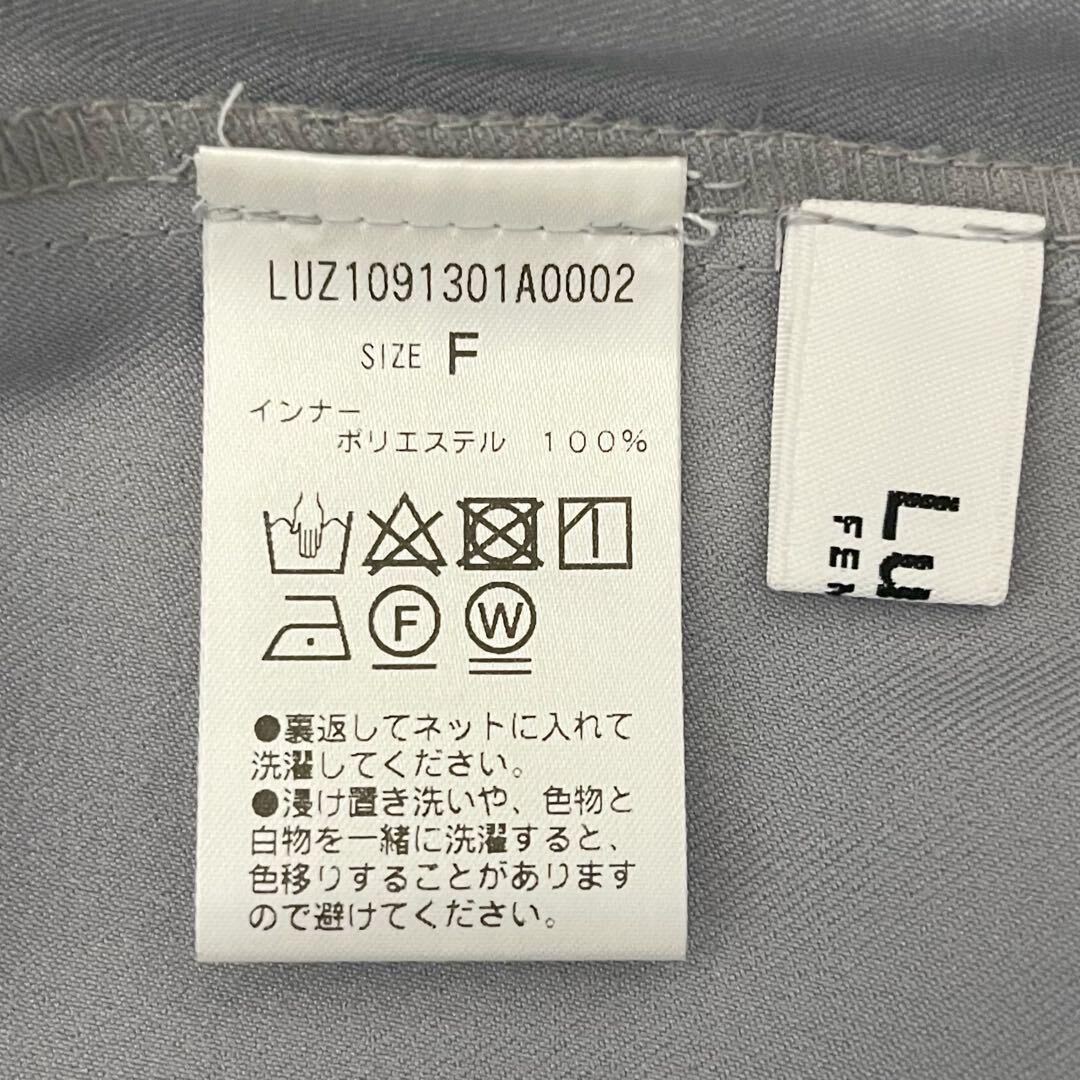 LUZ1091301A0002
SIZE F
インナー
ポリエステル 100%
F W
●裏返してネットに入れて
洗濯してください。
●浸け置き洗いや、色物と
白物を一緒に洗濯すると、
色移りすることがあります
ので避けてください。
LU
FE